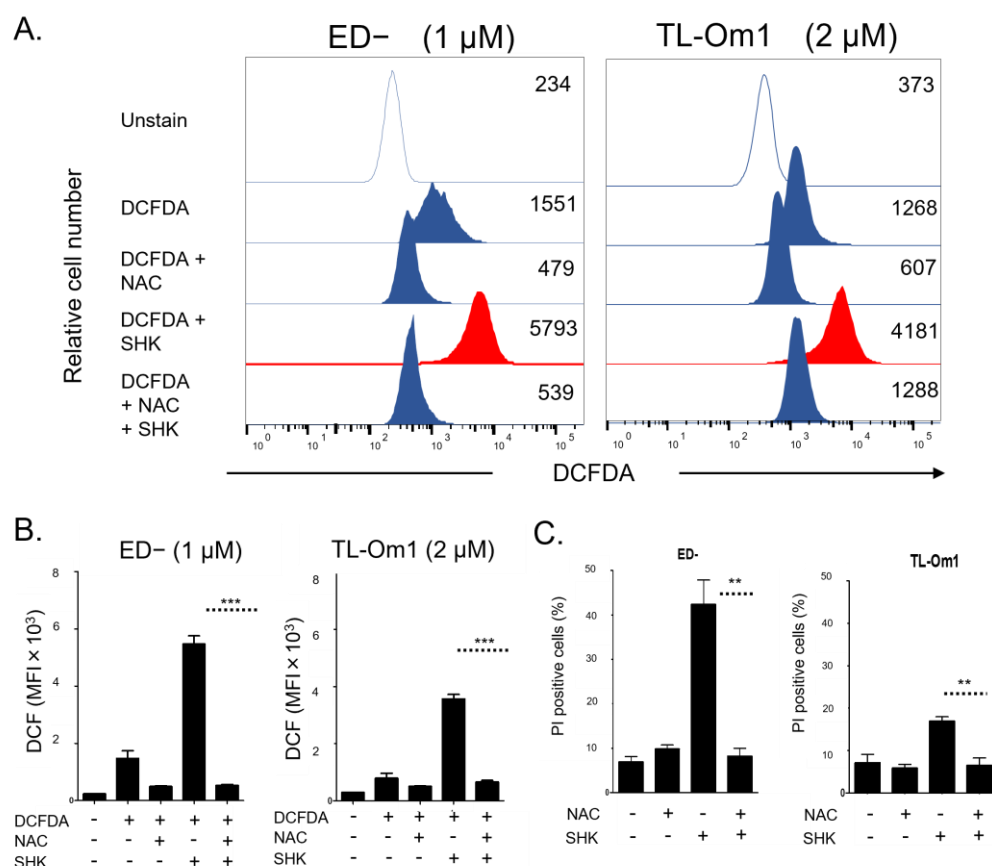 A.
ED− (1 µM)
TL-Om1 (2 µM)
Relative cell number
Unstain
234
373
DCFDA
1551
1268
DCFDA +
NAC
479
607
DCFDA +
SHK
5793
4181
DCFDA
+ NAC
+ SHK
539
1288
10^0 10^1 10^2 10^3 10^4 10^5
10^0 10^1 10^2 10^3 10^4 10^5
DCFDA
B.
ED− (1 µM)
DCF (MFI × 10^3)
8
6
4
2
0
***
DCFDA - + + + +
NAC - - + - +
SHK - - - + +
TL-Om1 (2 µM)
DCF (MFI × 10^3)
8
6
4
2
0
***
DCFDA - + + + +
NAC - - + - +
SHK - - - + +
C.
ED-
PI positive cells (%)
50
40
30
20
10
0
**
NAC - + - +
SHK - - + +
TL-Om1
PI positive cells (%)
50
40
30
20
10
0
**
NAC - + - +
SHK - - + +